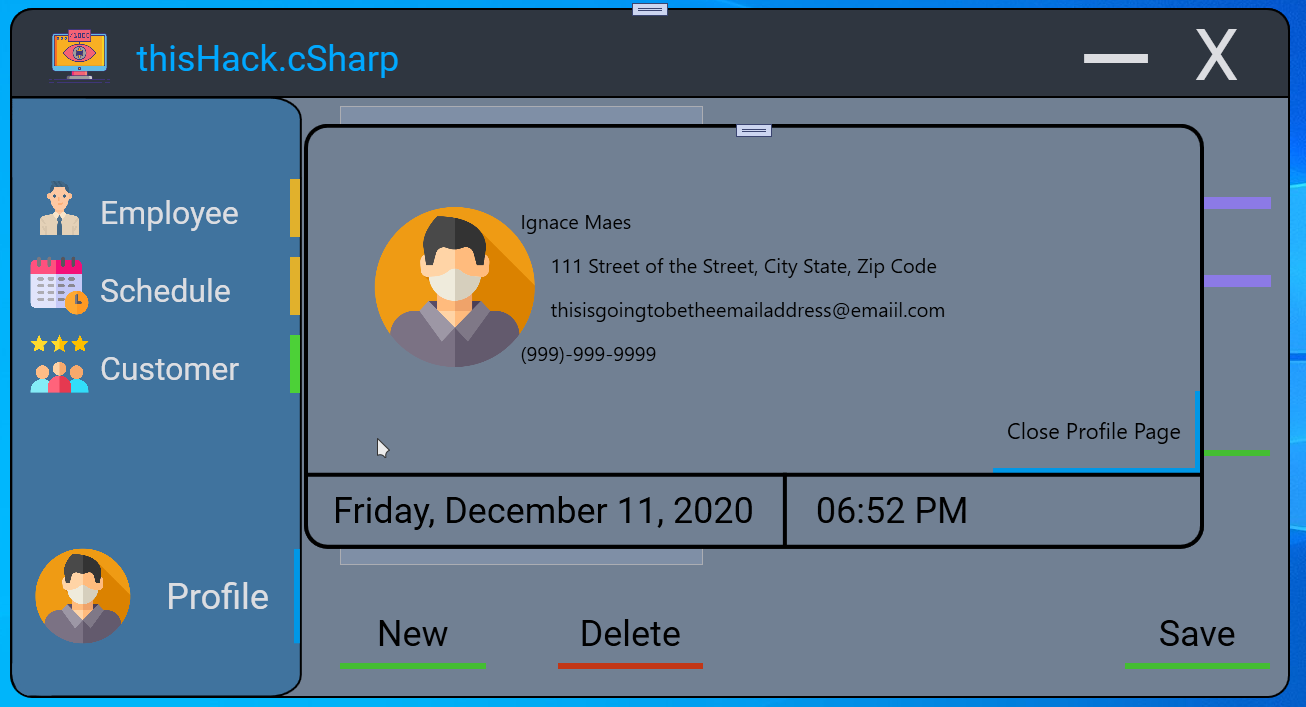 thisHack.cSharp
X
Employee
Schedule
Customer
Profile
Ignace Maes
111 Street of the Street, City State, Zip Code
thisisgoingtobetheemailaddress@emaiil.com
(999)-999-9999
Close Profile Page
Friday, December 11, 2020
06:52 PM
New
Delete
Save